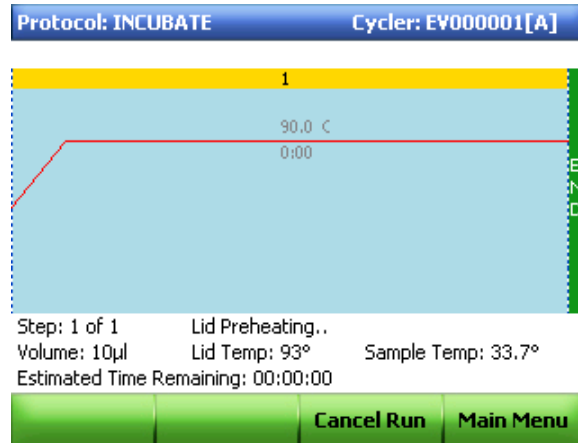 Protocol: INCUBATE Cycler: EV000001[A]
1
90.0 C
0:00
END
Step: 1 of 1 Lid Preheating..
Volume: 10µl Lid Temp: 93° Sample Temp: 33.7°
Estimated Time Remaining: 00:00:00
Cancel Run Main Menu